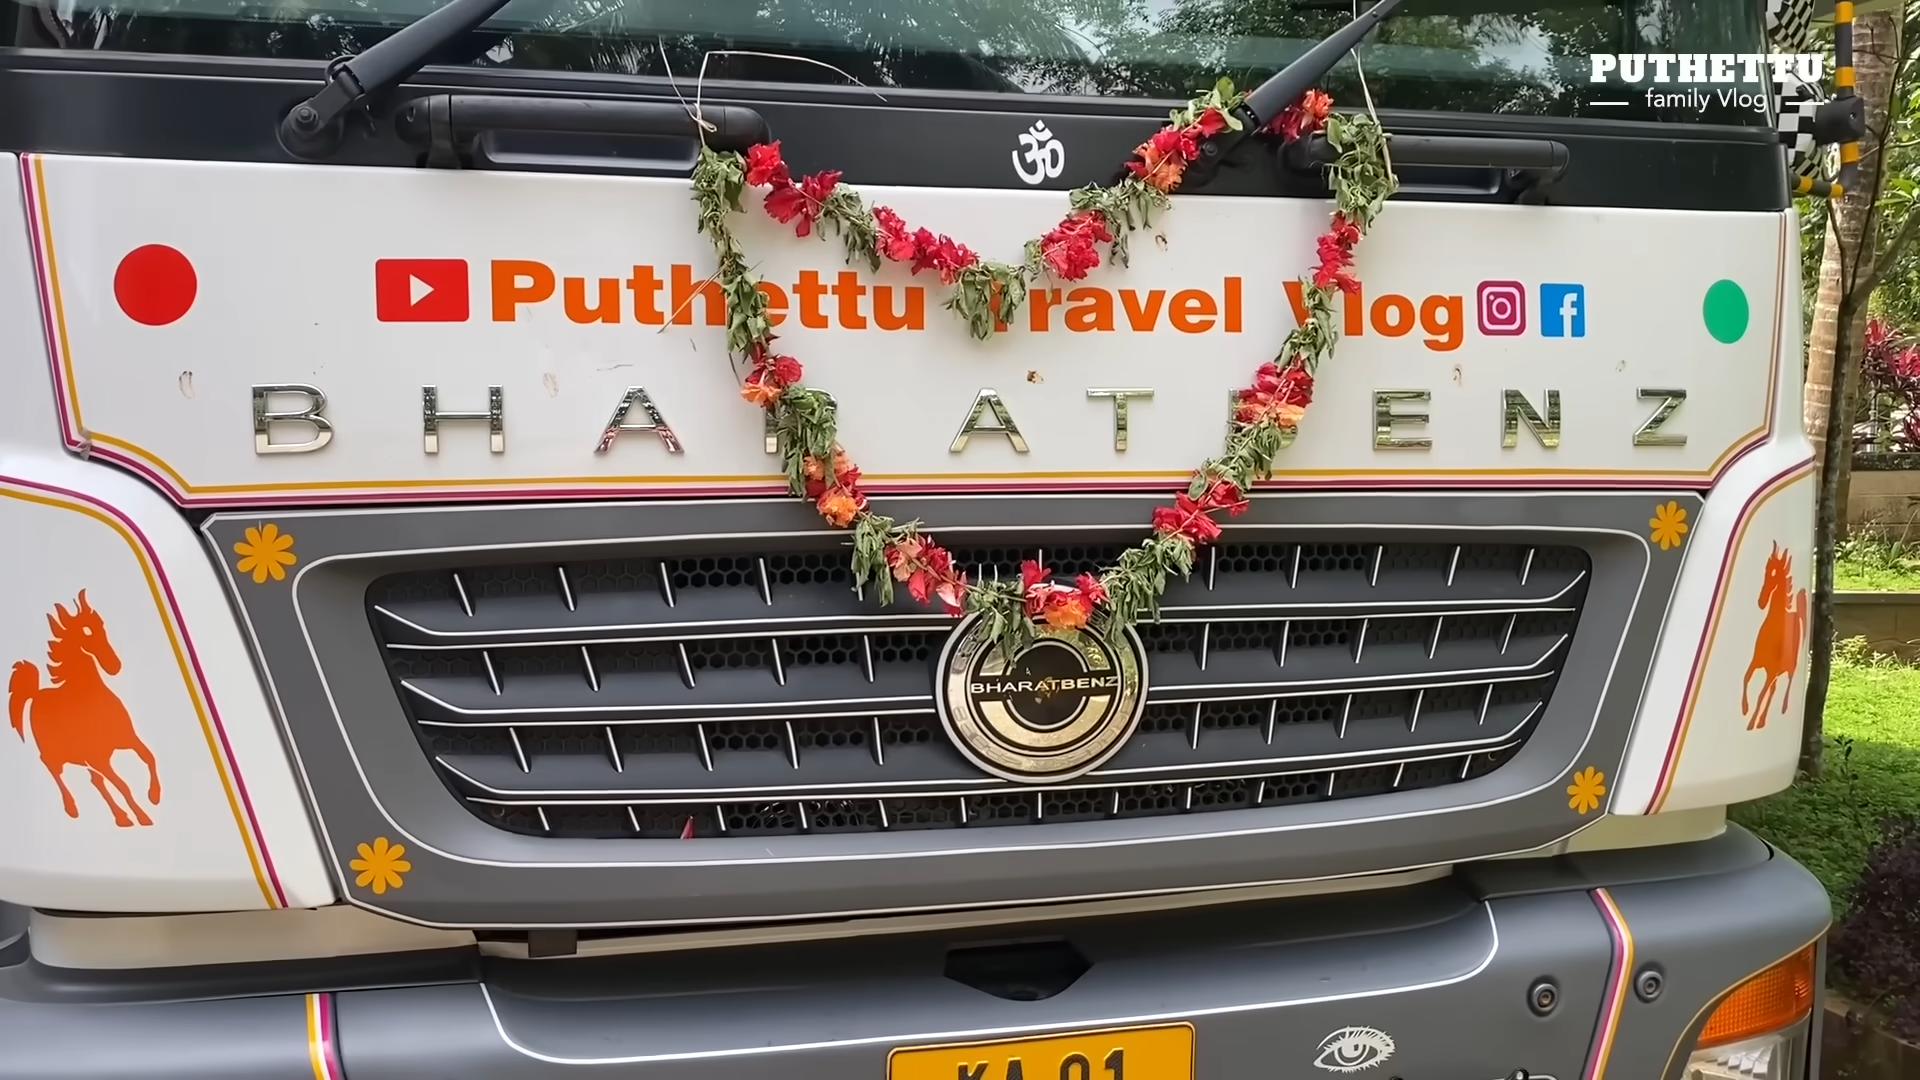 PUTHETTU
family Vlog
ॐ
Puthettu Travel Vlog
BHARATBENZ
BHARATBENZ
KA 01